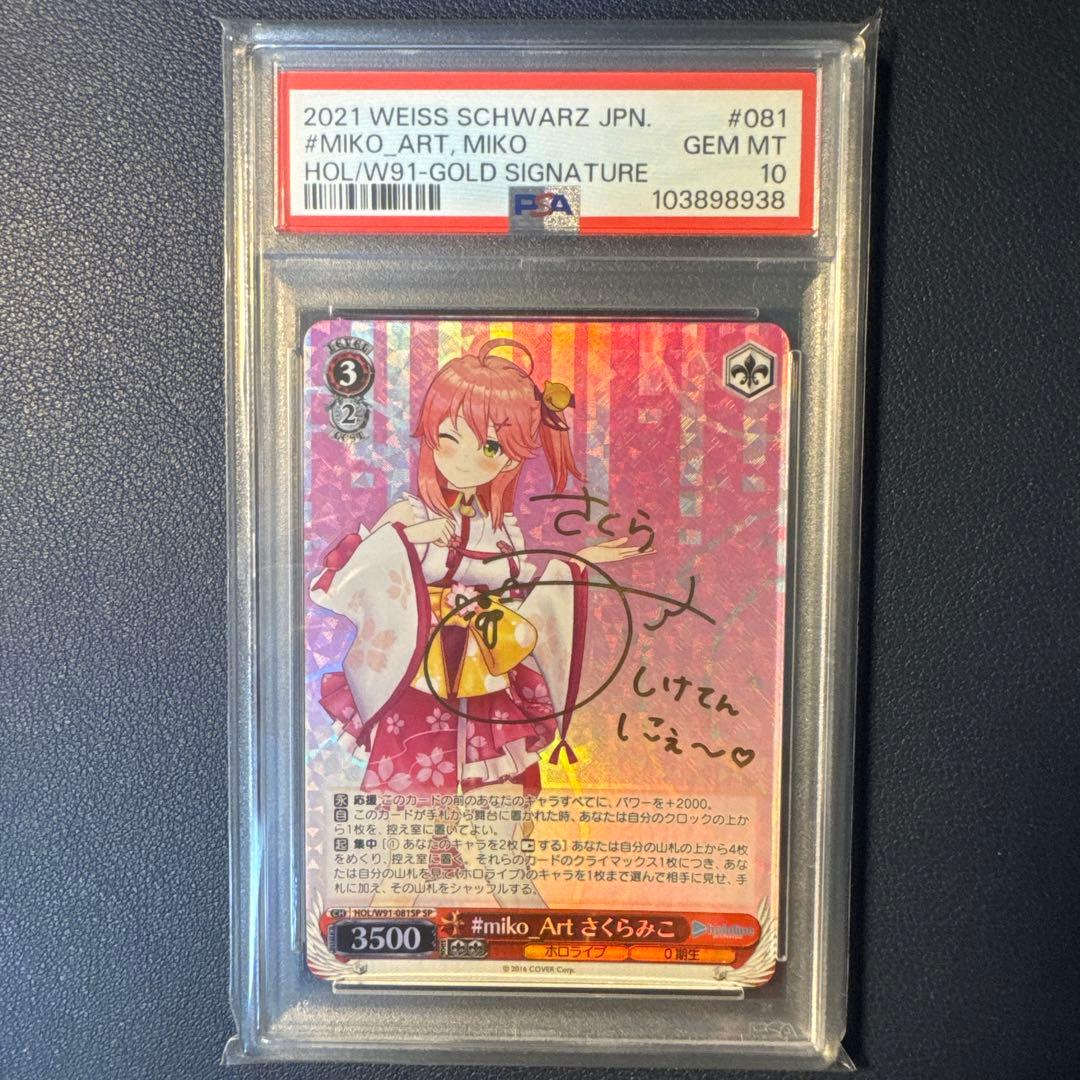 2021 WEISS SCHWARZ JPN. #081
#MIKO_ART, MIKO GEM MT
HOL/W91-GOLD SIGNATURE 10
PSA 103898938
3
2
さくら
しけてん
しこぇ〜♡
永 応援 このカードの前のあなたのキャラすべてに、パワーを+2000。
自 このカードが手札から舞台に置かれた時、あなたは自分のクロックの上か
ら1枚を、控え室に置いてよい。
起 集中 [① あなたのキャラを2枚 する] あなたは自分の山札の上から4枚
をめくり、控え室に置く。それらのカードのクライマックス1枚につき、あな
たは自分の山札を見て《ホロライブ》のキャラを1枚まで選んで相手に見せ、手
札に加え、その山札をシャッフルする。
CH HOL/W91-081SP SP
3500 #miko_Art さくらみこ hololive
ホロライブ 0期生
© 2016 COVER Corp.
PSA